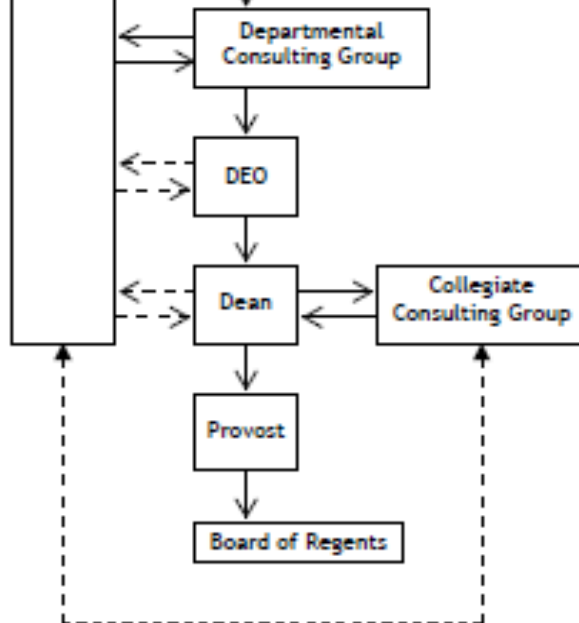 Departmental
Consulting Group
DEO
Dean
Collegiate
Consulting Group
Provost
Board of Regents